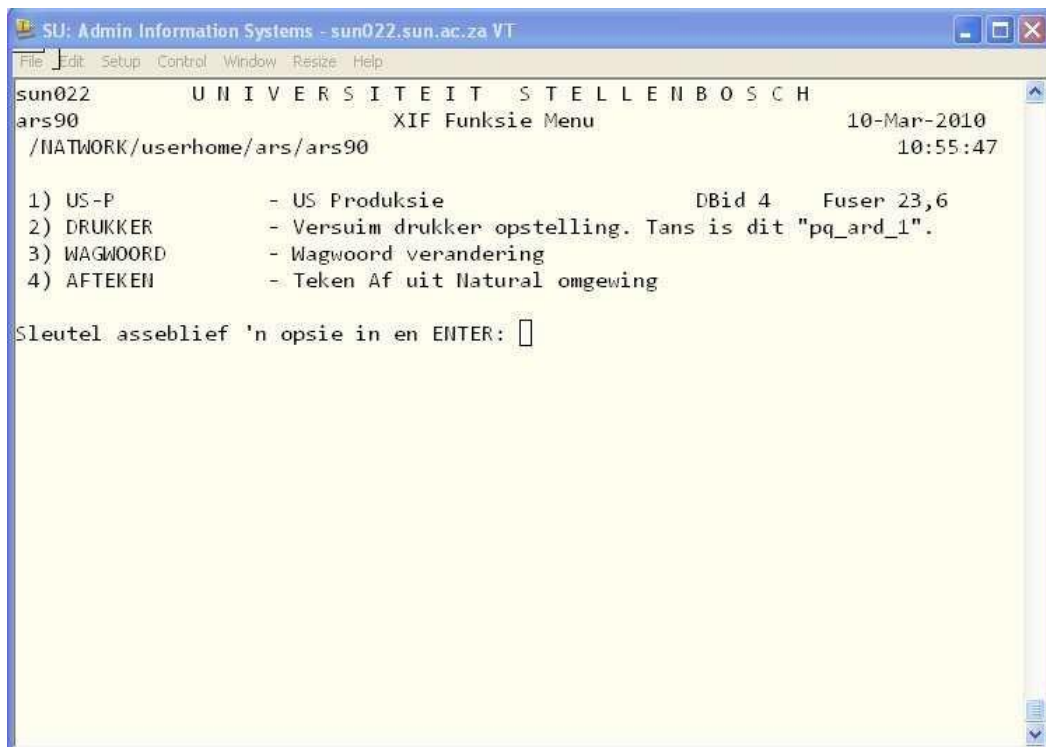 SU: Admin Information Systems - sun022.sun.ac.za VT
File Edit Setup Control Window Resize Help
sun022 U N I V E R S I T E I T S T E L L E N B O S C H
ars90 XIF Funksie Menu 10-Mar-2010
/NATWORK/userhome/ars/ars90 10:55:47
1) US-P - US Produksie DBid 4 Fuser 23,6
2) DRUKKER - Versuim drukker opstelling. Tans is dit "pq_ard_1".
3) WAGWOORD - Wagwoord verandering
4) AFTEKEN - Teken Af uit Natural omgewing
Sleutel asseblief 'n opsie in en ENTER: